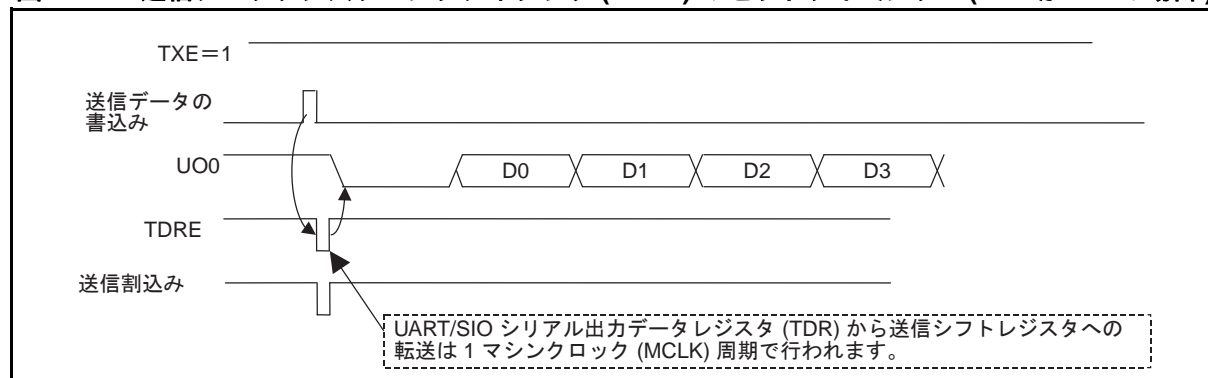 TXE＝1
送信データの
書込み
UO0
D0
D1
D2
D3
TDRE
送信割込み
UART/SIO シリアル出力データレジスタ (TDR) から送信シフトレジスタへの
転送は 1 マシンクロック (MCLK) 周期で行われます。